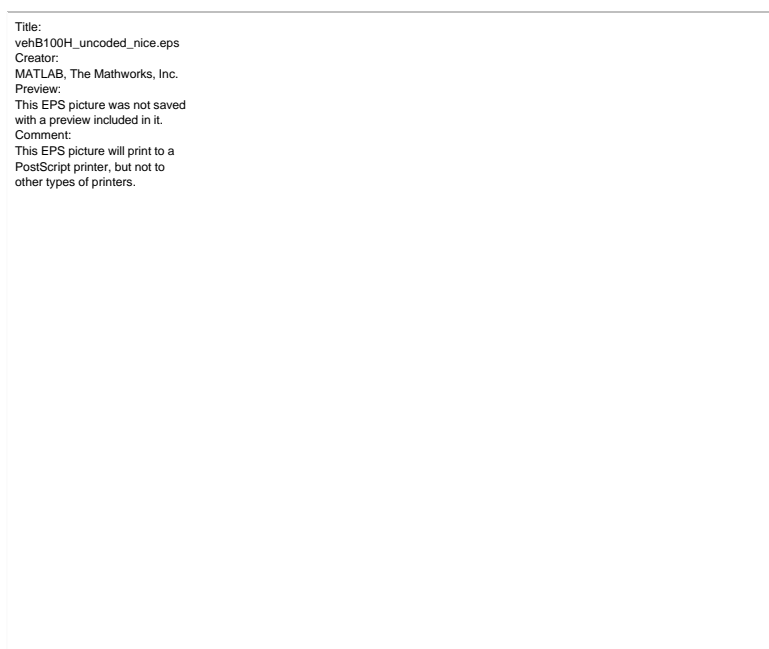 Title:
vehB100H_uncoded_nice.eps
Creator:
MATLAB, The Mathworks, Inc.
Preview:
This EPS picture was not saved
with a preview included in it.
Comment:
This EPS picture will print to a
PostScript printer, but not to
other types of printers.